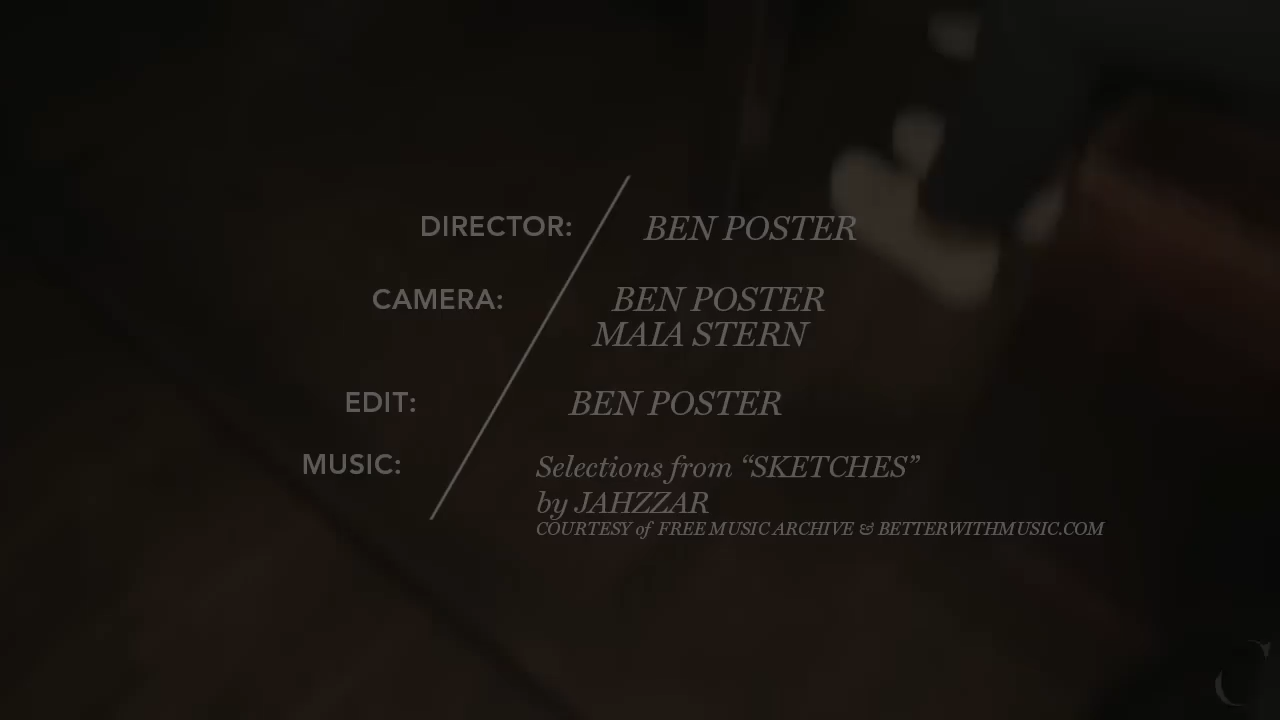 DIRECTOR: BEN POSTER
CAMERA: BEN POSTER
MAIA STERN
EDIT: BEN POSTER
MUSIC: Selections from “SKETCHES”
by JAHZZAR
COURTESY of FREE MUSIC ARCHIVE & BETTERWITHMUSIC.COM